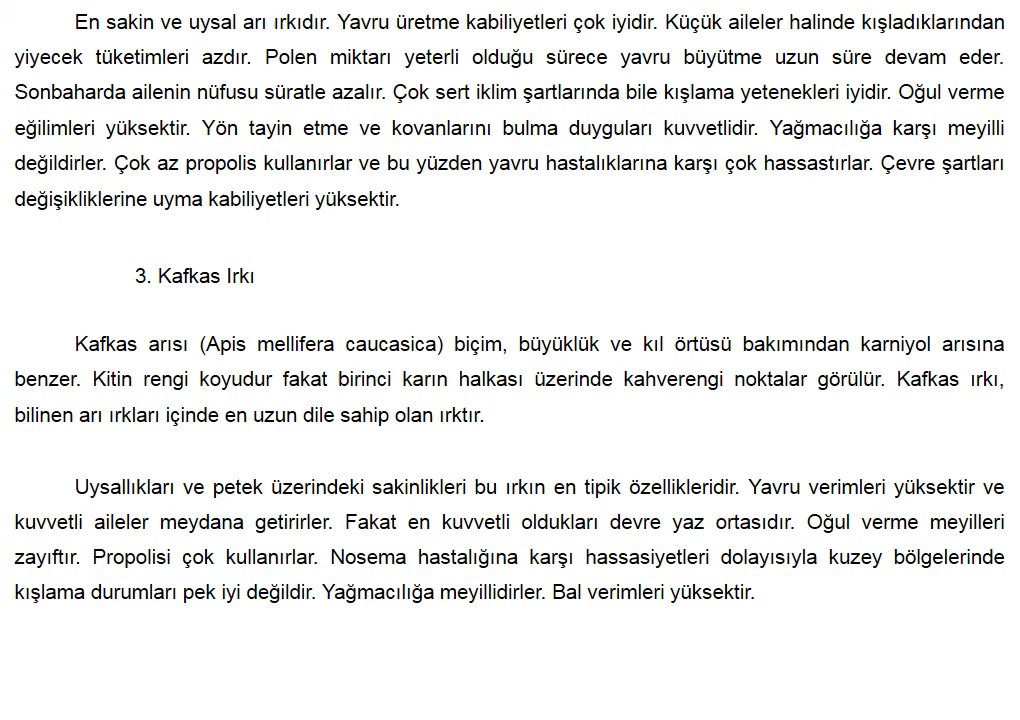 En sakin ve uysal arı ırkıdır. Yavru üretme kabiliyetleri çok iyidir. Küçük aileler halinde kışladıklarından
yiyecek tüketimleri azdır. Polen miktarı yeterli olduğu sürece yavru büyütme uzun süre devam eder.
Sonbaharda ailenin nüfusu süratle azalır. Çok sert iklim şartlarında bile kışlama yetenekleri iyidir. Oğul verme
eğilimleri yüksektir. Yön tayin etme ve kovanlarını bulma duyguları kuvvetlidir. Yağmacılığa karşı meyilli
değildirler. Çok az propolis kullanırlar ve bu yüzden yavru hastalıklarına karşı çok hassastırlar. Çevre şartları
değişikliklerine uyma kabiliyetleri yüksektir.
3. Kafkas Irkı
Kafkas arısı (Apis mellifera caucasica) biçim, büyüklük ve kıl örtüsü bakımından karniyol arısına
benzer. Kitin rengi koyudur fakat birinci karın halkası üzerinde kahverengi noktalar görülür. Kafkas ırkı,
bilinen arı ırkları içinde en uzun dile sahip olan ırktır.
Uysallıkları ve petek üzerindeki sakinlikleri bu ırkın en tipik özellikleridir. Yavru verimleri yüksektir ve
kuvvetli aileler meydana getirirler. Fakat en kuvvetli oldukları devre yaz ortasıdır. Oğul verme meyilleri
zayıftır. Propolisi çok kullanırlar. Nosema hastalığına karşı hassasiyetleri dolayısıyla kuzey bölgelerinde
kışlama durumları pek iyi değildir. Yağmacılığa meyillidirler. Bal verimleri yüksektir.